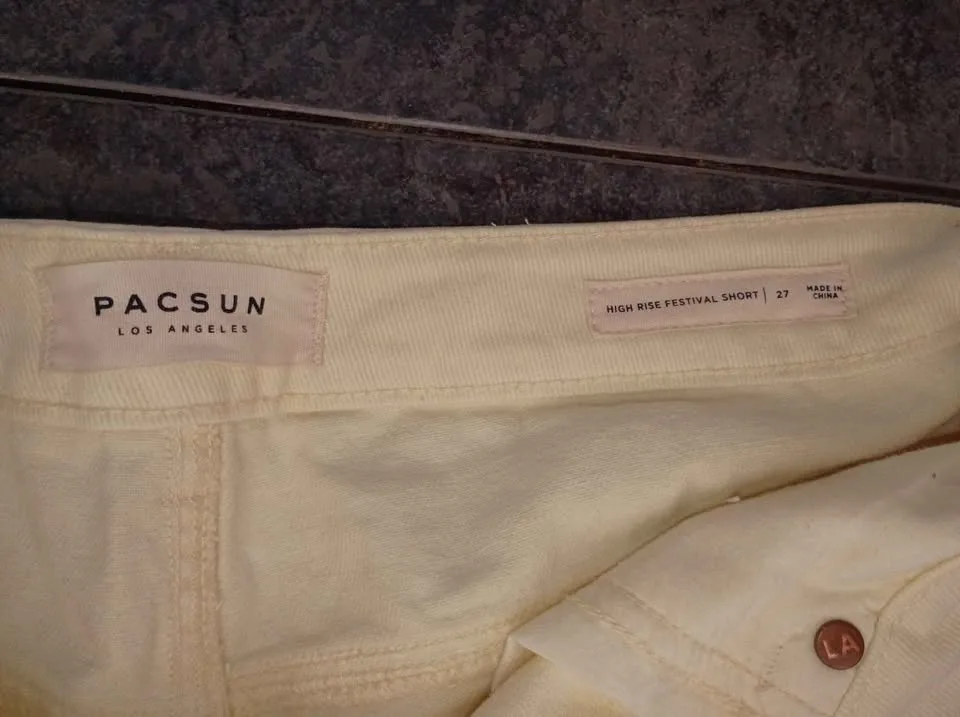 PACSUN
LOS ANGELES
HIGH RISE FESTIVAL SHORT | 27
MADE IN
CHINA
LA